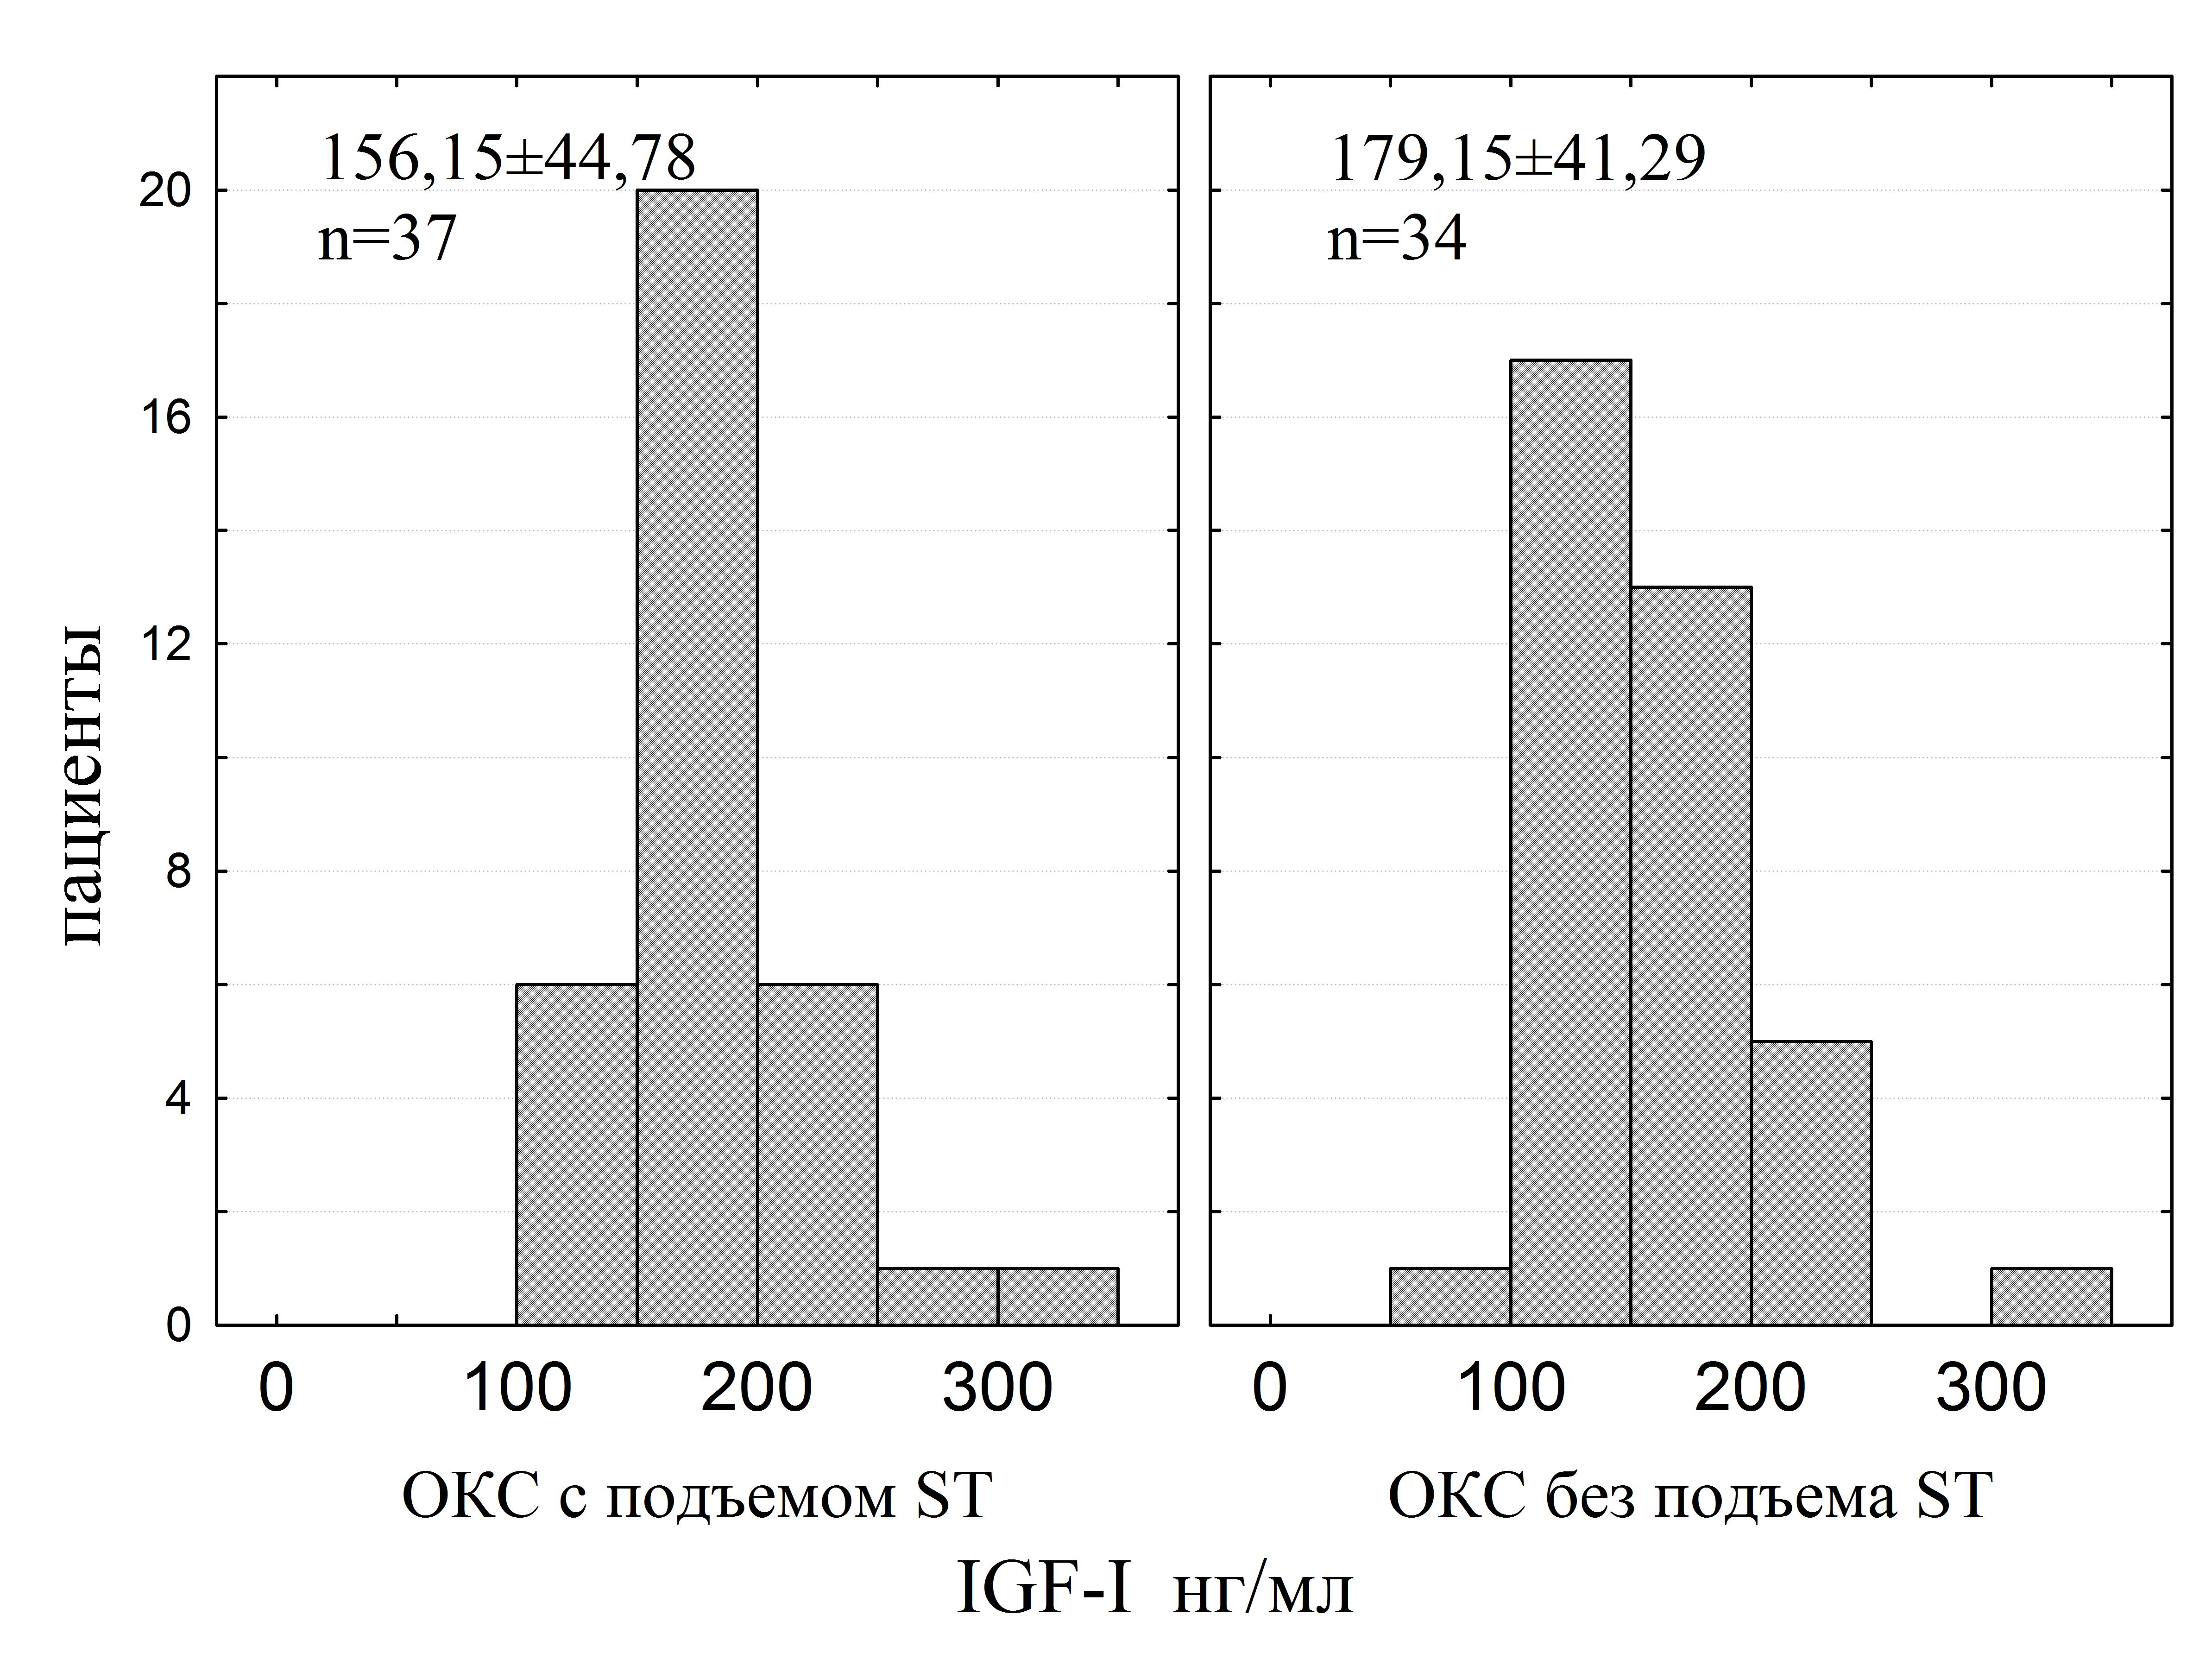 156,15±44,78
n=37
179,15±41,29
n=34
20
16
12
8
4
0
пациенты
0 100 200 300
0 100 200 300
ОКС с подъемом ST
ОКС без подъема ST
IGF-I нг/мл